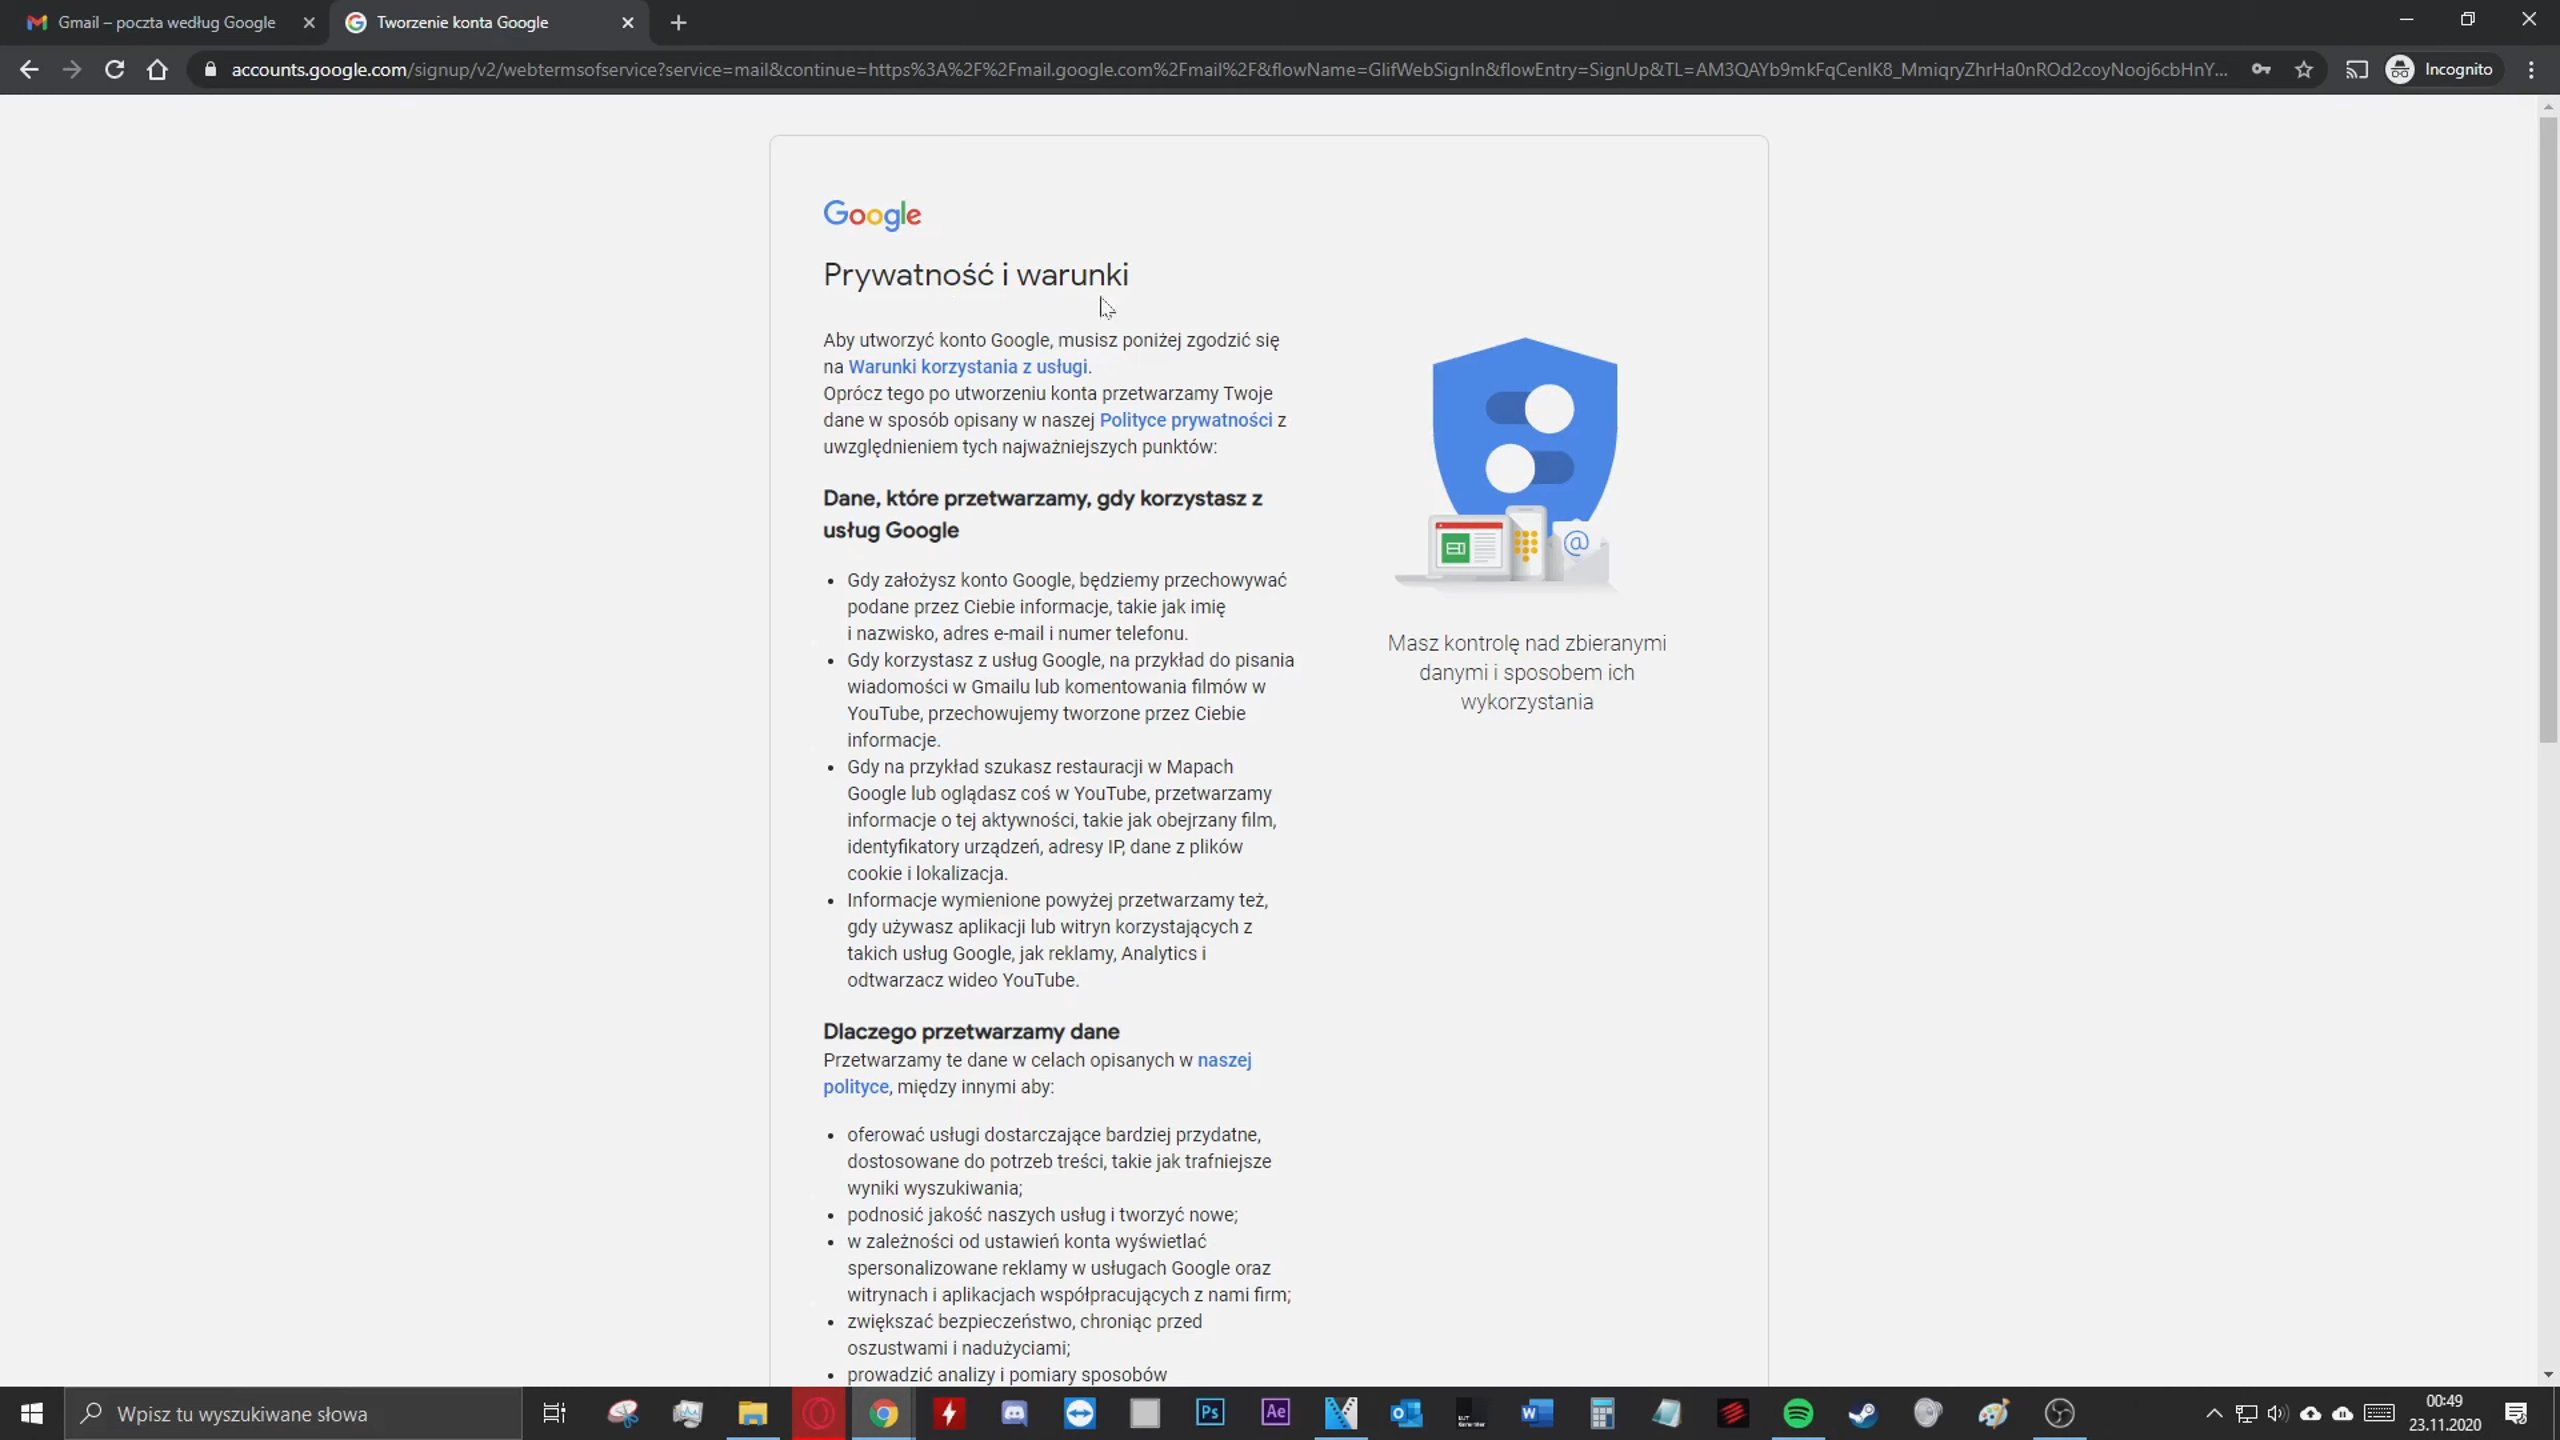 Gmail – poczta według Google
Tworzenie konta Google
accounts.google.com/signup/v2/webtermsofservice?service=mail&continue=https%3A%2F%2Fmail.google.com%2Fmail%2F&flowName=GlifWebSignIn&flowEntry=SignUp&TL=AM3QAYb9mkFqCenIK8_MmiqryZhrHa0nROd2coyNooj6cbHnY...
Incognito
Google
Prywatność i warunki
Aby utworzyć konto Google, musisz poniżej zgodzić się
na Warunki korzystania z usługi.
Oprócz tego po utworzeniu konta przetwarzamy Twoje
dane w sposób opisany w naszej Polityce prywatności z
uwzględnieniem tych najważniejszych punktów:
Dane, które przetwarzamy, gdy korzystasz z
usług Google
• Gdy założysz konto Google, będziemy przechowywać
podane przez Ciebie informacje, takie jak imię
i nazwisko, adres e-mail i numer telefonu.
• Gdy korzystasz z usług Google, na przykład do pisania
wiadomości w Gmailu lub komentowania filmów w
YouTube, przechowujemy tworzone przez Ciebie
informacje.
• Gdy na przykład szukasz restauracji w Mapach
Google lub oglądasz coś w YouTube, przetwarzamy
informacje o tej aktywności, takie jak obejrzany film,
identyfikatory urządzeń, adresy IP, dane z plików
cookie i lokalizacja.
• Informacje wymienione powyżej przetwarzamy też,
gdy używasz aplikacji lub witryn korzystających z
takich usług Google, jak reklamy, Analytics i
odtwarzacz wideo YouTube.
Dlaczego przetwarzamy dane
Przetwarzamy te dane w celach opisanych w naszej
polityce, między innymi aby:
• oferować usługi dostarczające bardziej przydatne,
dostosowane do potrzeb treści, takie jak trafniejsze
wyniki wyszukiwania;
• podnosić jakość naszych usług i tworzyć nowe;
• w zależności od ustawień konta wyświetlać
spersonalizowane reklamy w usługach Google oraz
witrynach i aplikacjach współpracujących z nami firm;
• zwiększać bezpieczeństwo, chroniąc przed
oszustwami i nadużyciami;
• prowadzić analizy i pomiary sposobów
@
Masz kontrolę nad zbieranymi
danymi i sposobem ich
wykorzystania
Wpisz tu wyszukiwane słowa
Ps
Ae
00:49
23.11.2020